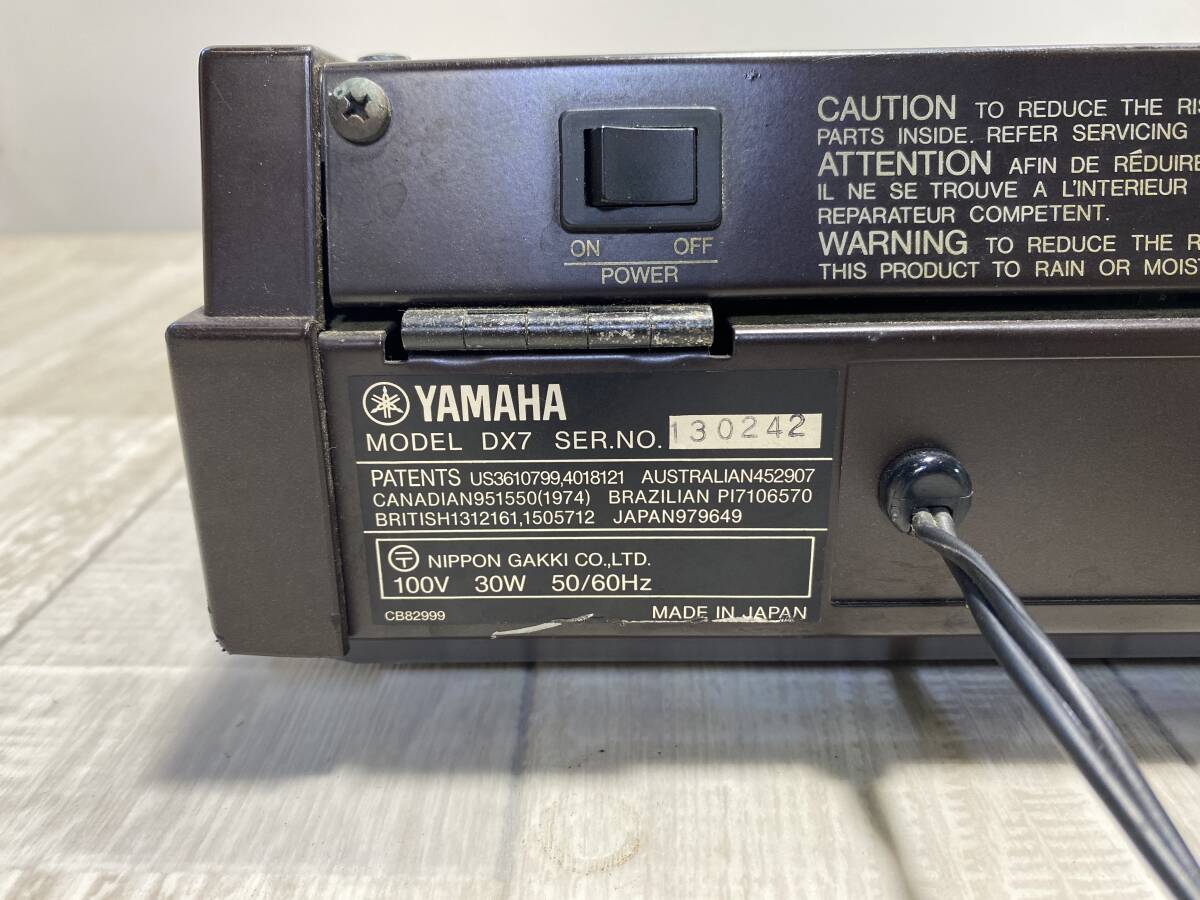 CAUTION TO REDUCE THE
PARTS INSIDE. REFER SERVICING
ATTENTION AFIN DE RÉDUIRE
IL NE SE TROUVE A L'INTERIEUR
REPARATEUR COMPETENT.
WARNING TO REDUCE THE
THIS PRODUCT TO RAIN OR
ON OFF
POWER
YAMAHA
MODEL DX7 SER.NO. 130242
PATENTS US3610799,4018121 AUSTRALIAN452907
CANADIAN951550(1974) BRAZILIAN PI7106570
BRITISH1312161,1505712 JAPAN979649
NIPPON GAKKI CO.,LTD.
100V 30W 50/60Hz
CB82999 MADE IN JAPAN